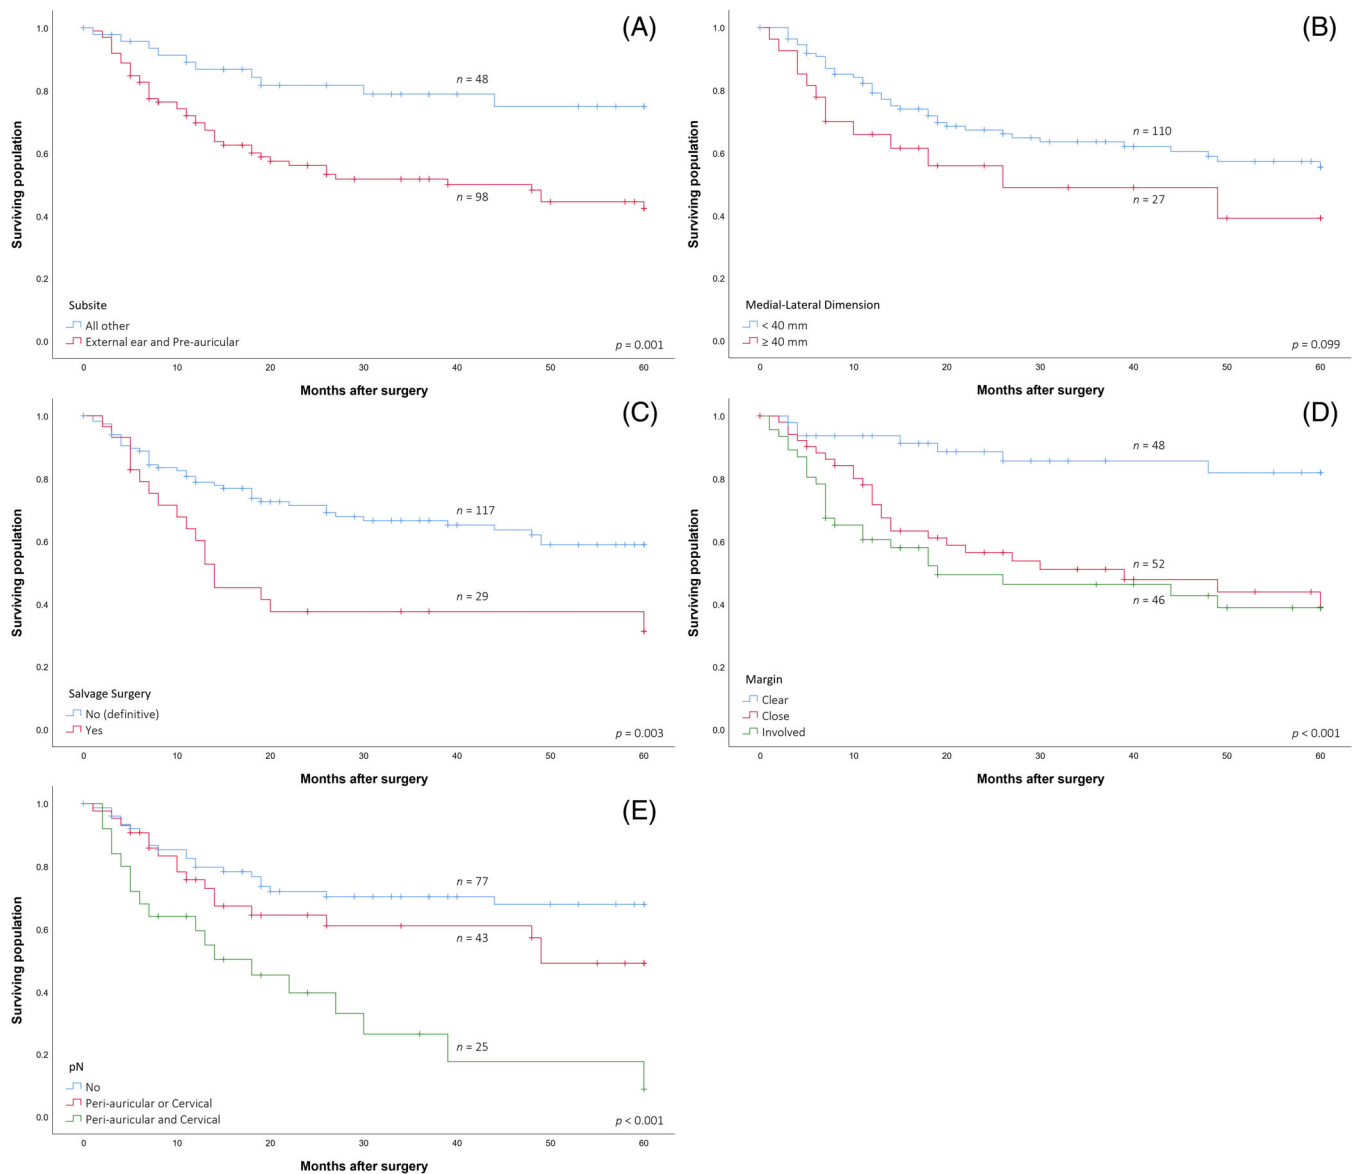 (A)
1.0
0.8
0.6
0.4
0.2
0.0
Surviving population
n = 48
n = 98
Subsite
All other
External ear and Pre-auricular
p = 0.001
0 10 20 30 40 50 60
Months after surgery
(B)
1.0
0.8
0.6
0.4
0.2
0.0
Surviving population
n = 110
n = 27
Medial-Lateral Dimension
< 40 mm
≥ 40 mm
p = 0.099
0 10 20 30 40 50 60
Months after surgery
(C)
1.0
0.8
0.6
0.4
0.2
0.0
Surviving population
n = 117
n = 29
Salvage Surgery
No (definitive)
Yes
p = 0.003
0 10 20 30 40 50 60
Months after surgery
(D)
1.0
0.8
0.6
0.4
0.2
0.0
Surviving population
n = 48
n = 52
n = 46
Margin
Clear
Close
Involved
p < 0.001
0 10 20 30 40 50 60
Months after surgery
(E)
1.0
0.8
0.6
0.4
0.2
0.0
Surviving population
n = 77
n = 43
n = 25
pN
No
Peri-auricular or Cervical
Peri-auricular and Cervical
p < 0.001
0 10 20 30 40 50 60
Months after surgery